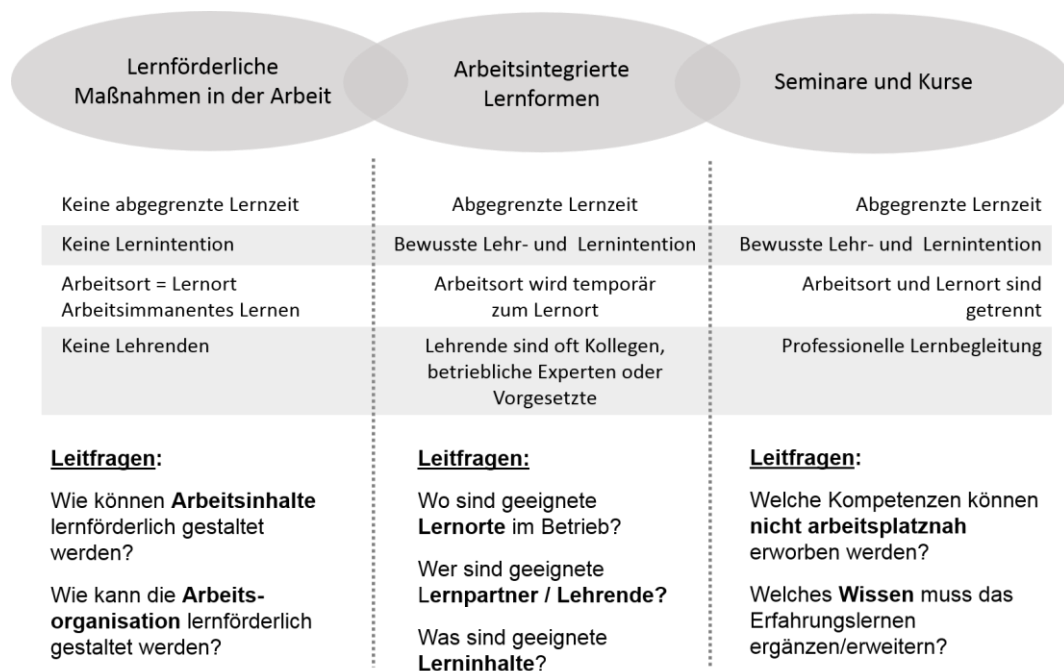 Lernförderliche
Maßnahmen in der Arbeit
Arbeitsintegrierte
Lernformen
Seminare und Kurse
Keine abgegrenzte Lernzeit
Abgegrenzte Lernzeit
Abgegrenzte Lernzeit
Keine Lernintention
Bewusste Lehr- und Lernintention
Bewusste Lehr- und Lernintention
Arbeitsort = Lernort
Arbeitsimmanentes Lernen
Arbeitsort wird temporär
zum Lernort
Arbeitsort und Lernort sind
getrennt
Keine Lehrenden
Lehrende sind oft Kollegen,
betriebliche Experten oder
Vorgesetzte
Professionelle Lernbegleitung
Leitfragen:
Wie können Arbeitsinhalte
lernförderlich gestaltet
werden?
Wie kann die Arbeits-
organisation lernförderlich
gestaltet werden?
Leitfragen:
Wo sind geeignete
Lernorte im Betrieb?
Wer sind geeignete
Lernpartner / Lehrende?
Was sind geeignete
Lerninhalte?
Leitfragen:
Welche Kompetenzen können
nicht arbeitsplatznah
erworben werden?
Welches Wissen muss das
Erfahrungslernen
ergänzen/erweitern?